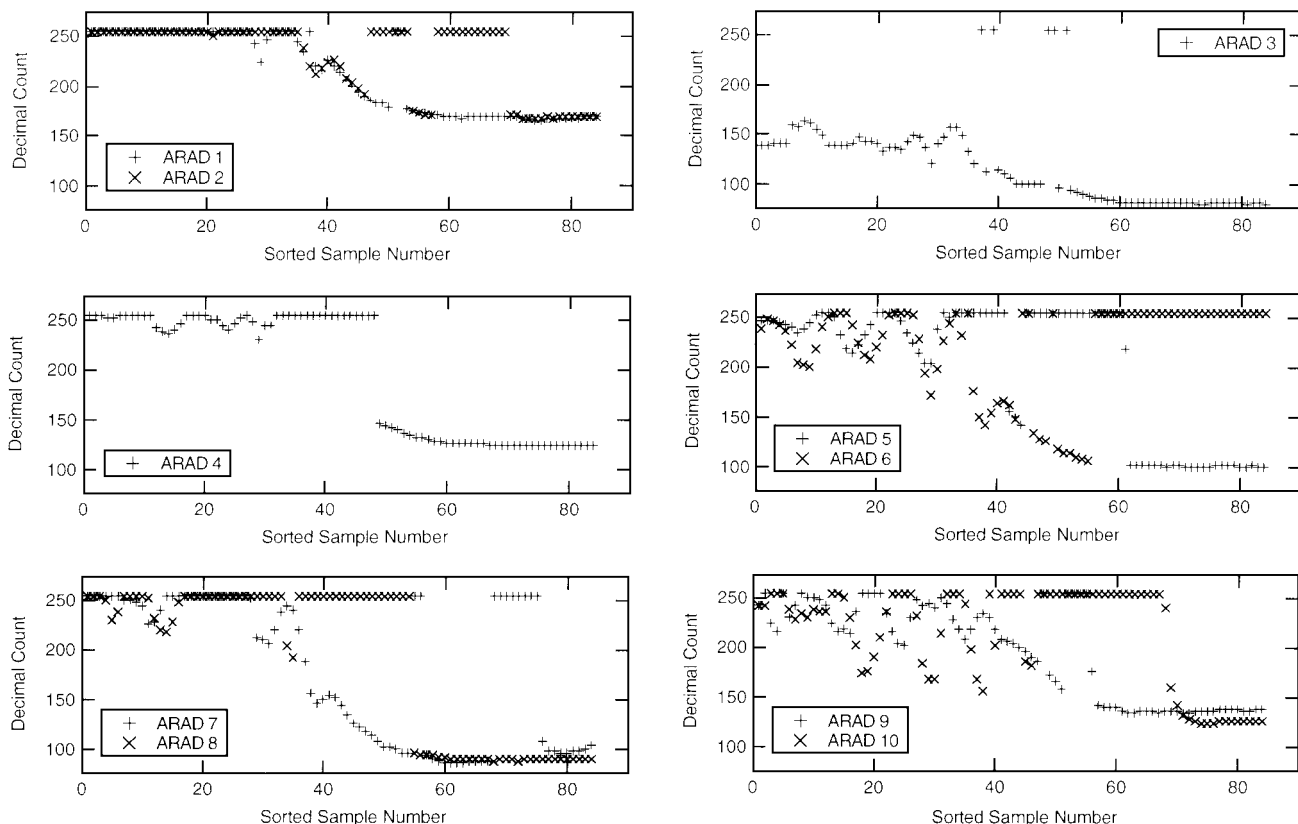 Decimal Count
250
200
150
100
+ ARAD 1
× ARAD 2
0 20 40 60 80
Sorted Sample Number
Decimal Count
250
200
150
100
+ ARAD 3
0 20 40 60 80
Sorted Sample Number
Decimal Count
250
200
150
100
+ ARAD 4
0 20 40 60 80
Sorted Sample Number
Decimal Count
250
200
150
100
+ ARAD 5
× ARAD 6
0 20 40 60 80
Sorted Sample Number
Decimal Count
250
200
150
100
+ ARAD 7
× ARAD 8
0 20 40 60 80
Sorted Sample Number
Decimal Count
250
200
150
100
+ ARAD 9
× ARAD 10
0 20 40 60 80
Sorted Sample Number